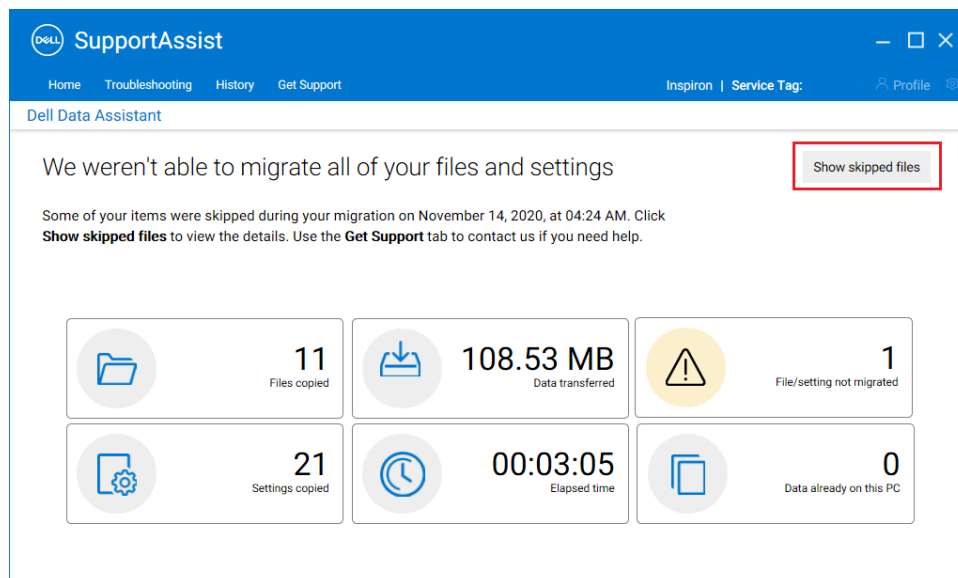 DELL SupportAssist
Home Troubleshooting History Get Support Inspiron | Service Tag: Profile
Dell Data Assistant
We weren't able to migrate all of your files and settings
Show skipped files
Some of your items were skipped during your migration on November 14, 2020, at 04:24 AM. Click
Show skipped files to view the details. Use the Get Support tab to contact us if you need help.
11
Files copied
108.53 MB
Data transferred
1
File/setting not migrated
21
Settings copied
00:03:05
Elapsed time
0
Data already on this PC